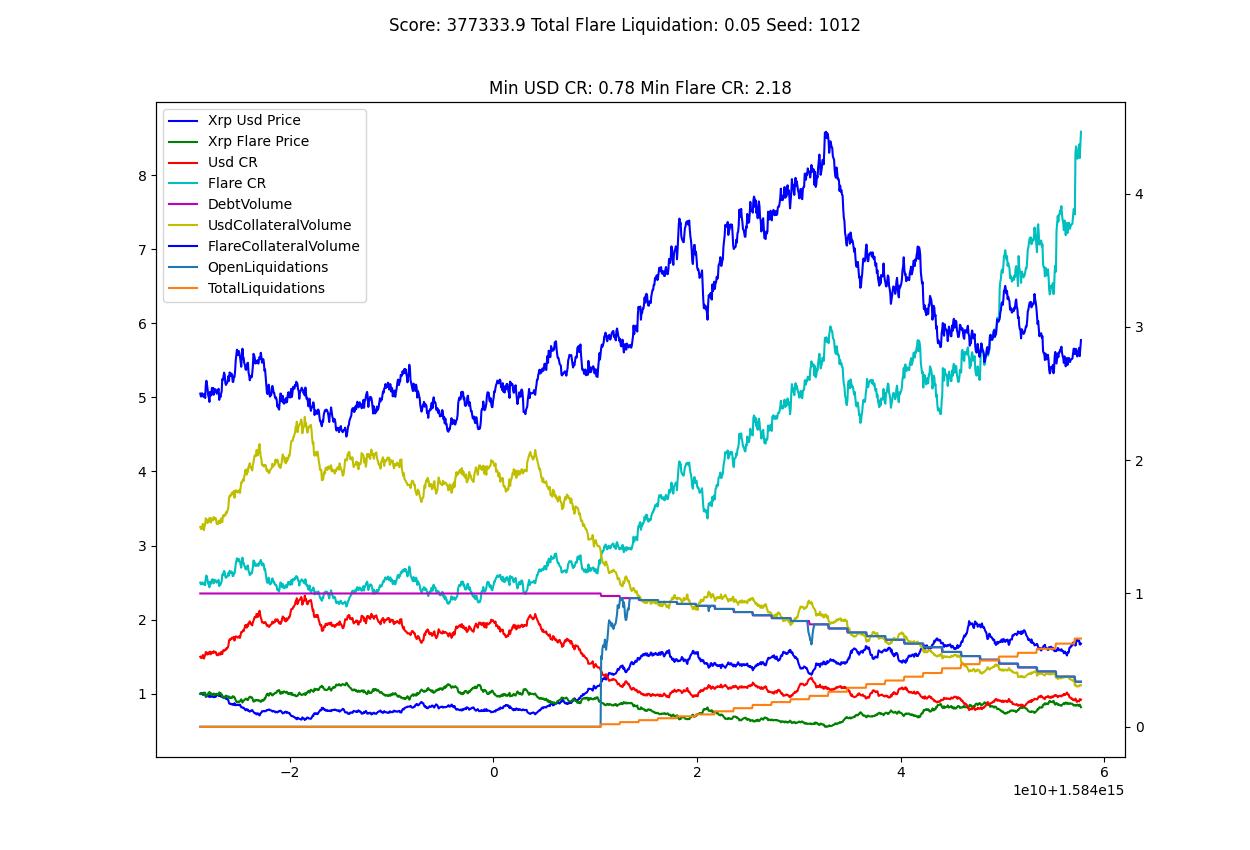 Score: 377333.9 Total Flare Liquidation: 0.05 Seed: 1012
Min USD CR: 0.78 Min Flare CR: 2.18
Xrp Usd Price
Xrp Flare Price
Usd CR
Flare CR
DebtVolume
UsdCollateralVolume
FlareCollateralVolume
OpenLiquidations
TotalLiquidations
8
7
6
5
4
3
2
1
4
3
2
1
0
−2
0
2
4
6
1e10+1.584e15